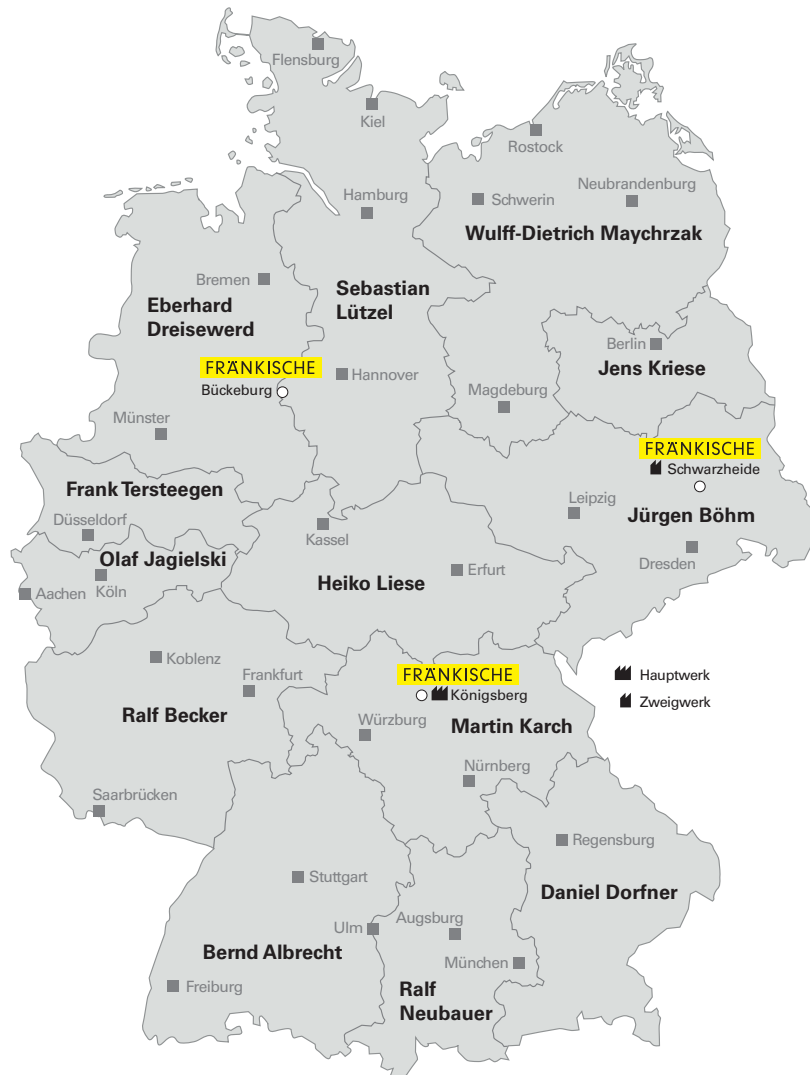 Flensburg
Kiel
Rostock
Hamburg
Schwerin
Neubrandenburg
Wulff-Dietrich Maychrzak
Bremen
Eberhard
Dreisewerd
Sebastian
Lützel
Berlin
Jens Kriese
FRÄNKISCHE
Bückeburg
Hannover
Magdeburg
Münster
FRÄNKISCHE
Schwarzheide
Frank Tersteegen
Leipzig
Jürgen Böhm
Düsseldorf
Kassel
Olaf Jagielski
Dresden
Heiko Liese
Erfurt
Aachen
Köln
Koblenz
Frankfurt
FRÄNKISCHE
Königsberg
Hauptwerk
Zweigwerk
Ralf Becker
Würzburg
Martin Karch
Nürnberg
Saarbrücken
Regensburg
Stuttgart
Daniel Dorfner
Ulm
Augsburg
Bernd Albrecht
München
Freiburg
Ralf
Neubauer